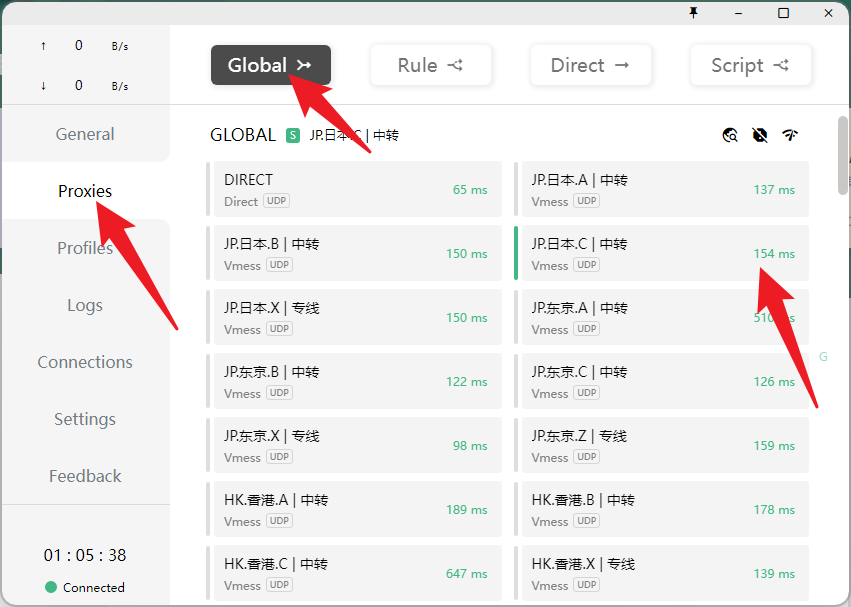 ↑ 0 B/s
↓ 0 B/s
General
Proxies
Profiles
Logs
Connections
Settings
Feedback
01 : 05 : 38
Connected
Global
Rule
Direct
Script
GLOBAL S JP.日本.C | 中转
DIRECT
Direct UDP
65 ms
JP.日本.A | 中转
Vmess UDP
137 ms
JP.日本.B | 中转
Vmess UDP
150 ms
JP.日本.C | 中转
Vmess UDP
154 ms
JP.日本.X | 专线
Vmess UDP
150 ms
JP.东京.A | 中转
Vmess UDP
510 ms
JP.东京.B | 中转
Vmess UDP
122 ms
JP.东京.C | 中转
Vmess UDP
126 ms
JP.东京.X | 专线
Vmess UDP
98 ms
JP.东京.Z | 专线
Vmess UDP
159 ms
HK.香港.A | 中转
Vmess UDP
189 ms
HK.香港.B | 中转
Vmess UDP
178 ms
HK.香港.C | 中转
Vmess UDP
647 ms
HK.香港.X | 专线
Vmess UDP
139 ms
G